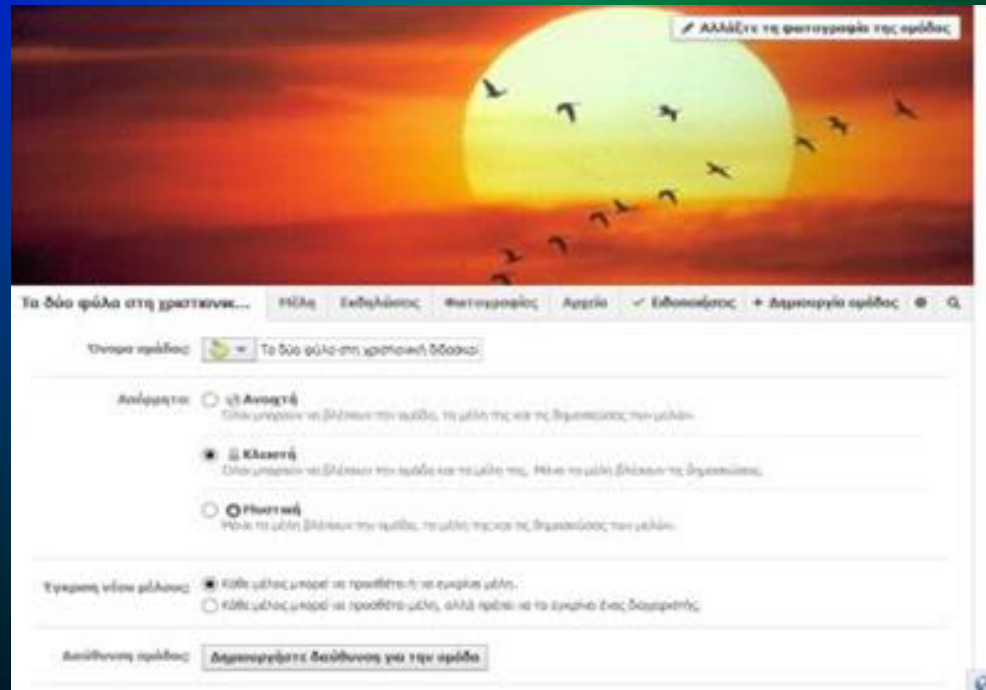 Αλλάξτε τη φωτογραφία της ομάδας
Τα δύο φύλα στη χριστιανικ... Μέλη Εκδηλώσεις Φωτογραφίες Αρχεία ✓ Ειδοποιήσεις + Δημιουργία ομάδας
Όνομα ομάδας: Τα δύο φύλα στη χριστιανική διδασκα
Απόρρητο: Ανοιχτή
Όλοι μπορούν να βλέπουν την ομάδα, τα μέλη της και τις δημοσιεύσεις των μελών.
Κλειστή
Όλοι μπορούν να βλέπουν την ομάδα και τα μέλη της. Μόνο τα μέλη βλέπουν τις δημοσιεύσεις.
Μυστική
Μόνο τα μέλη βλέπουν την ομάδα, τα μέλη της και τις δημοσιεύσεις των μελών.
Έγκριση νέου μέλους: Κάθε μέλος μπορεί να προσθέτει ή να εγκρίνει μέλη.
Κάθε μέλος μπορεί να προσθέτει μέλη, αλλά πρέπει να τα εγκρίνει ένας διαχειριστής.
Διεύθυνση ομάδας: Δημιουργήστε διεύθυνση για την ομάδα